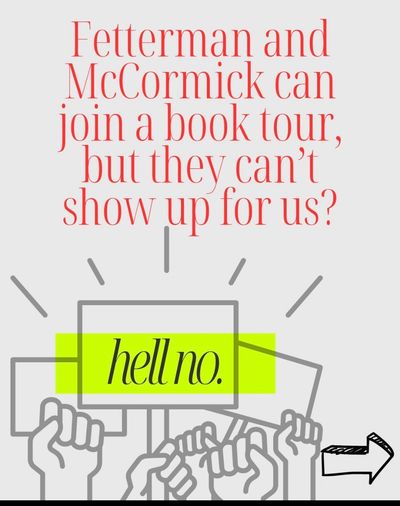 Fetterman and
McCormick can
join a book tour,
but they can’t
show up for us?
hell no.